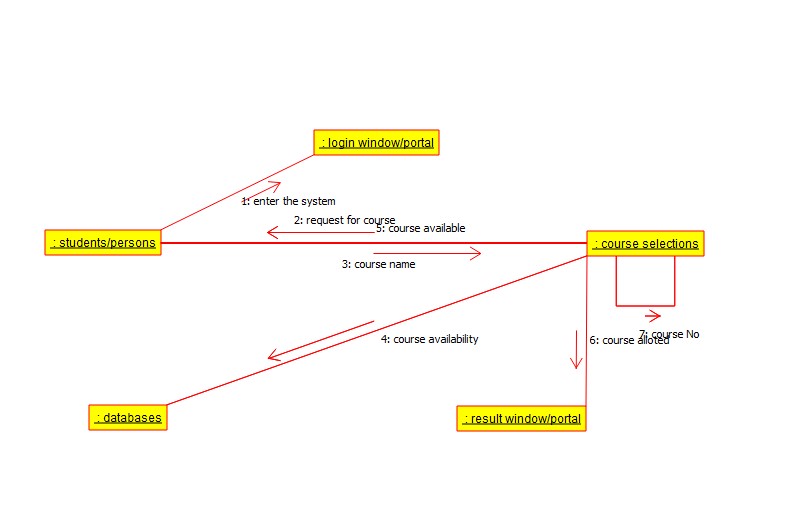 : login window/portal
1: enter the system
2: request for course
5: course available
: students/persons
: course selections
3: course name
4: course availability
7: course No
6: course alloted
: databases
: result window/portal